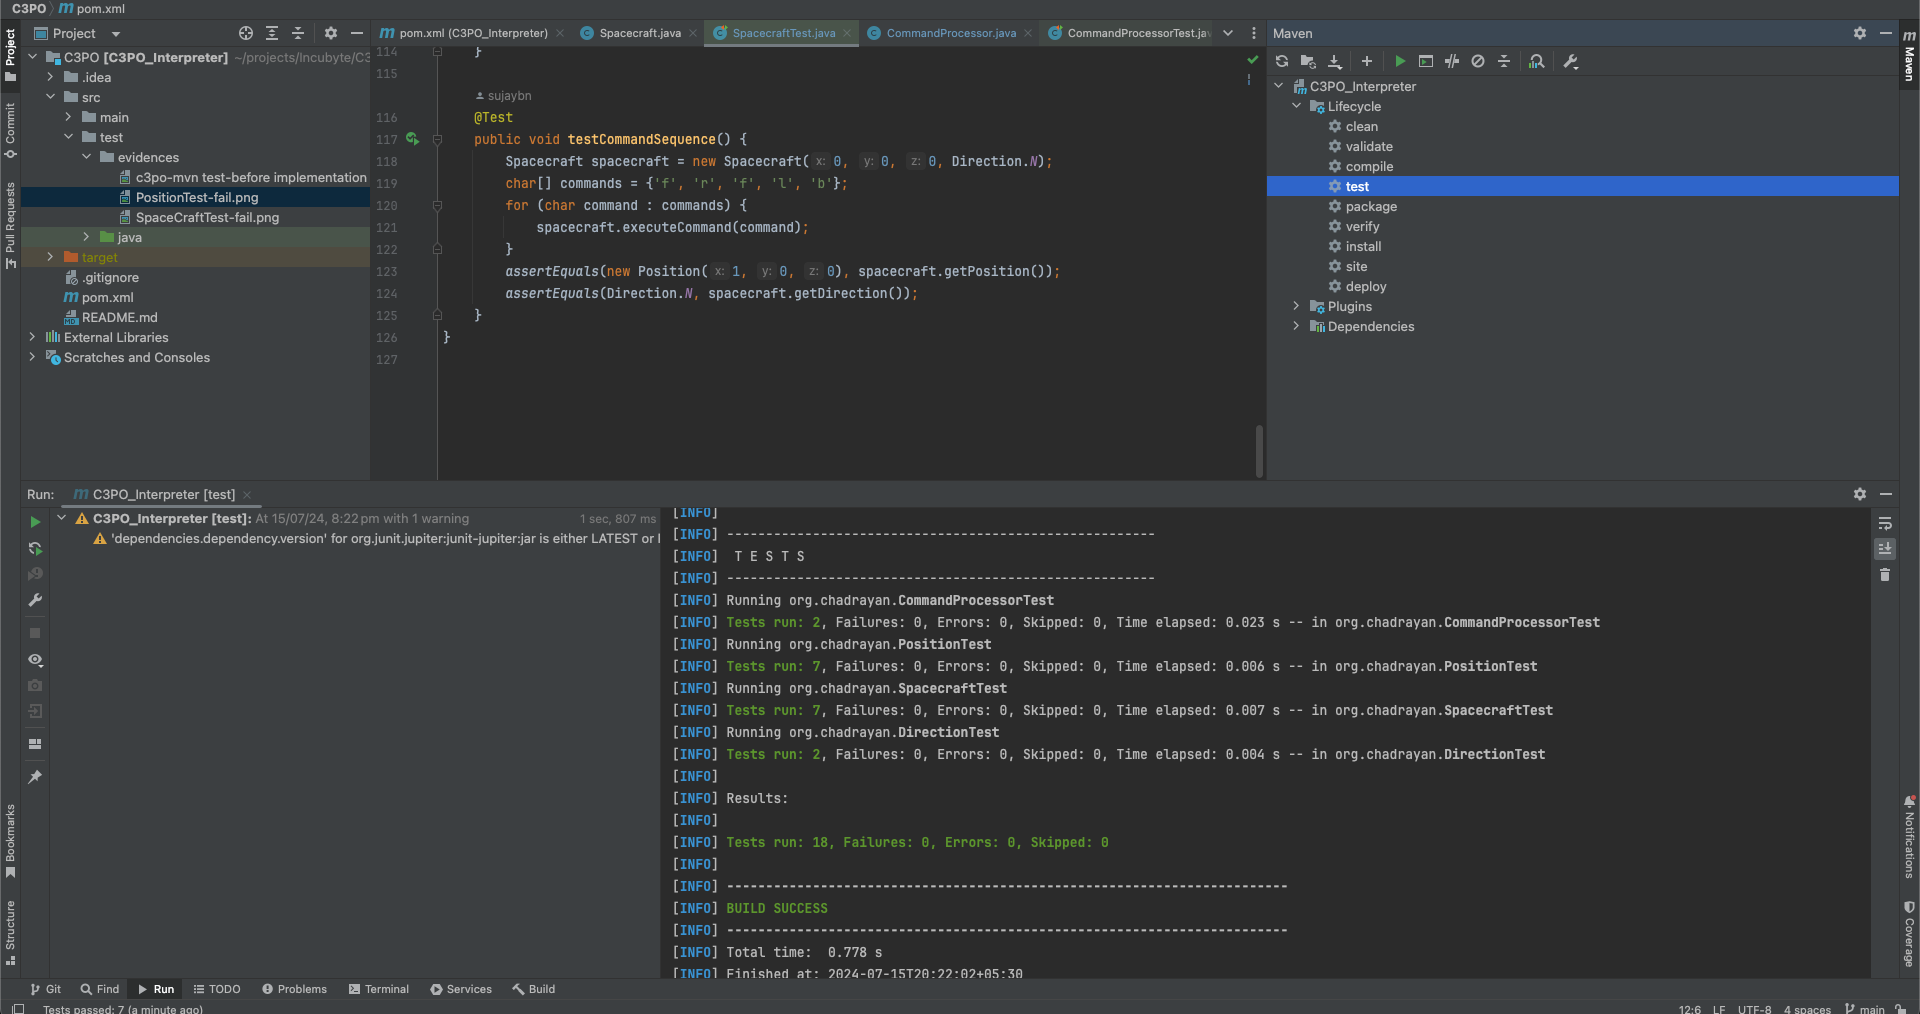 C3PO
pom.xml
Project
pom.xml (C3PO_Interpreter)
Spacecraft.java
SpacecraftTest.java
CommandProcessor.java
CommandProcessorTest.jav
Maven
Project
Commit
Pull Requests
Bookmarks
Structure
C3PO [C3PO_Interpreter] ~/projects/Incubyte/C3
.idea
src
main
test
evidences
c3po-mvn test-before implementation
PositionTest-fail.png
SpaceCraftTest-fail.png
java
target
.gitignore
pom.xml
README.md
External Libraries
Scratches and Consoles
114 }
115
sujaybn
116 @Test
117 public void testCommandSequence() {
118 Spacecraft spacecraft = new Spacecraft( x: 0, y: 0, z: 0, Direction.N);
119 char[] commands = {'f', 'r', 'f', 'l', 'b'};
120 for (char command : commands) {
121 spacecraft.executeCommand(command);
122 }
123 assertEquals(new Position( x: 1, y: 0, z: 0), spacecraft.getPosition());
124 assertEquals(Direction.N, spacecraft.getDirection());
125 }
126 }
127
C3PO_Interpreter
Lifecycle
clean
validate
compile
test
package
verify
install
site
deploy
Plugins
Dependencies
Maven
Notifications
Coverage
Run: C3PO_Interpreter [test]
C3PO_Interpreter [test]: At 15/07/24, 8:22 pm with 1 warning 1 sec, 807 ms
'dependencies.dependency.version' for org.junit.jupiter:junit-jupiter:jar is either LATEST or
[INFO]
[INFO] -------------------------------------------------------
[INFO]  T E S T S
[INFO] -------------------------------------------------------
[INFO] Running org.chadrayan.CommandProcessorTest
[INFO] Tests run: 2, Failures: 0, Errors: 0, Skipped: 0, Time elapsed: 0.023 s -- in org.chadrayan.CommandProcessorTest
[INFO] Running org.chadrayan.PositionTest
[INFO] Tests run: 7, Failures: 0, Errors: 0, Skipped: 0, Time elapsed: 0.006 s -- in org.chadrayan.PositionTest
[INFO] Running org.chadrayan.SpacecraftTest
[INFO] Tests run: 7, Failures: 0, Errors: 0, Skipped: 0, Time elapsed: 0.007 s -- in org.chadrayan.SpacecraftTest
[INFO] Running org.chadrayan.DirectionTest
[INFO] Tests run: 2, Failures: 0, Errors: 0, Skipped: 0, Time elapsed: 0.004 s -- in org.chadrayan.DirectionTest
[INFO]
[INFO] Results:
[INFO]
[INFO] Tests run: 18, Failures: 0, Errors: 0, Skipped: 0
[INFO]
[INFO] ------------------------------------------------------------------------
[INFO] BUILD SUCCESS
[INFO] ------------------------------------------------------------------------
[INFO] Total time:  0.778 s
[INFO] Finished at: 2024-07-15T20:22:02+05:30
Git Find Run TODO Problems Terminal Services Build
Tests passed: 7 (a minute ago)
12:6 LF UTF-8 4 spaces main